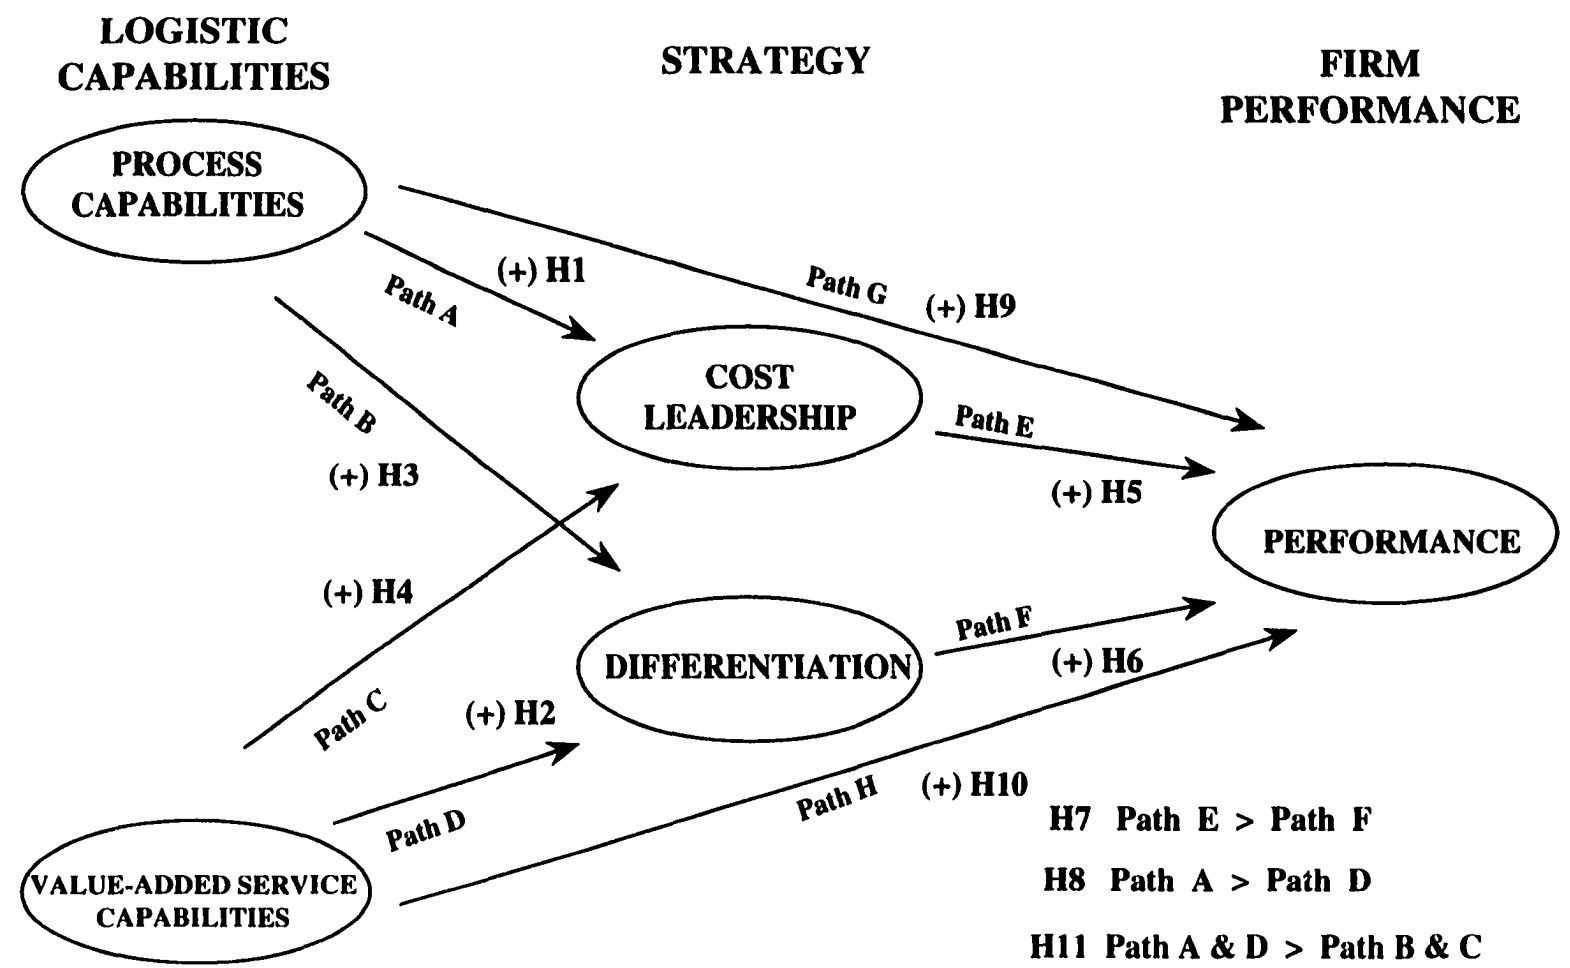 LOGISTIC
CAPABILITIES
STRATEGY
FIRM
PERFORMANCE
PROCESS
CAPABILITIES
(+) H1
Path A
Path G
(+) H9
Path B
(+) H3
COST
LEADERSHIP
Path E
(+) H5
PERFORMANCE
(+) H4
Path C
DIFFERENTIATION
Path F
(+) H6
(+) H2
Path D
Path H
(+) H10
VALUE-ADDED SERVICE
CAPABILITIES
H7 Path E > Path F
H8 Path A > Path D
H11 Path A & D > Path B & C